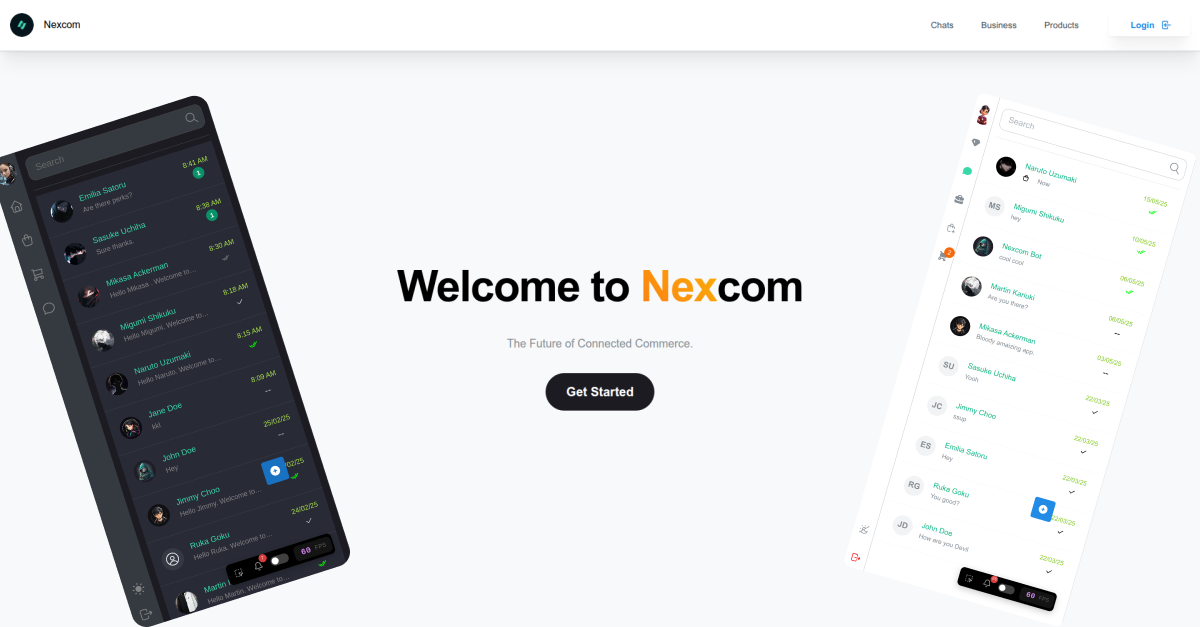 Nexcom
Chats
Business
Products
Login
Search
Emilia Satoru
8:41 AM
Are there perks?
1
Sasuke Uchiha
8:38 AM
Sure thanks.
1
Mikasa Ackerman
8:30 AM
Hello Mikasa . Welcome to…
Migumi Shikuku
8:18 AM
Hello Migumi. Welcome to…
Naruto Uzumaki
8:15 AM
Hello Naruto. Welcome to…
Jane Doe
8:09 AM
John Doe
25/02/25
Hey
Jimmy Choo
/02/25
Hello Jimmy. Welcome to…
Ruka Goku
24/02/25
Hello Ruka. Welcome to…
Martin
Hello Martin. Welcome to…
60 FPS
Welcome to Nexcom
The Future of Connected Commerce.
Get Started
Search
Naruto Uzumaki
15/05/25
Now
MS
Migumi Shikuku
10/05/25
hey
Nexcom Bot
06/05/25
cool cool
2
Martin Kanuki
06/05/25
Are you there?
Mikasa Ackerman
03/05/25
Bloody amaizing app.
SU
Sasuke Uchiha
22/03/25
Yooh
JC
Jimmy Choo
22/03/25
ssup
ES
Emilia Satoru
22/03/25
Hey
RG
Ruka Goku
22/03/25
You good?
JD
John Doe
22/03/25
How are you Devil
60 FPS